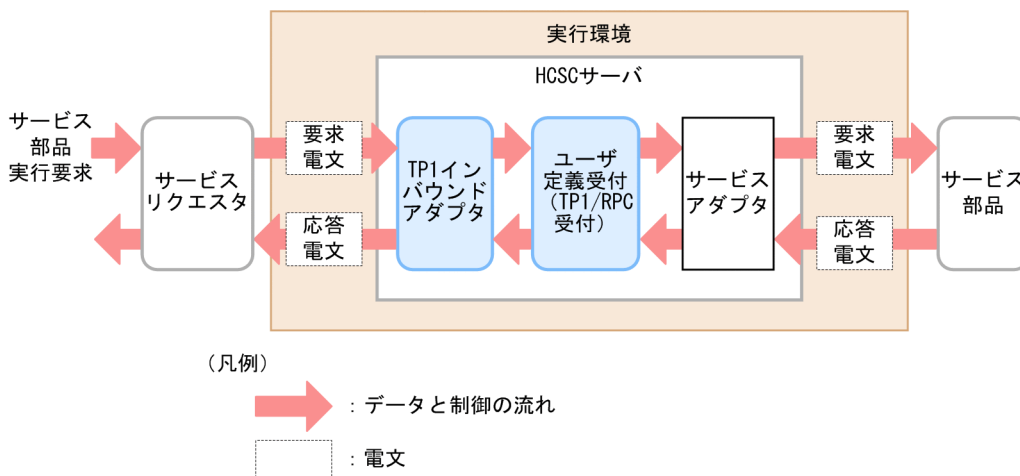 実行環境
HCSCサーバ
サービス
部品
実行要求
サービス
リクエスタ
要求
電文
応答
電文
TP1イン
バウンド
アダプタ
ユーザ
定義受付
(TP1/RPC
受付)
サービス
アダプタ
要求
電文
応答
電文
サービス
部品
(凡例)
:データと制御の流れ
:電文